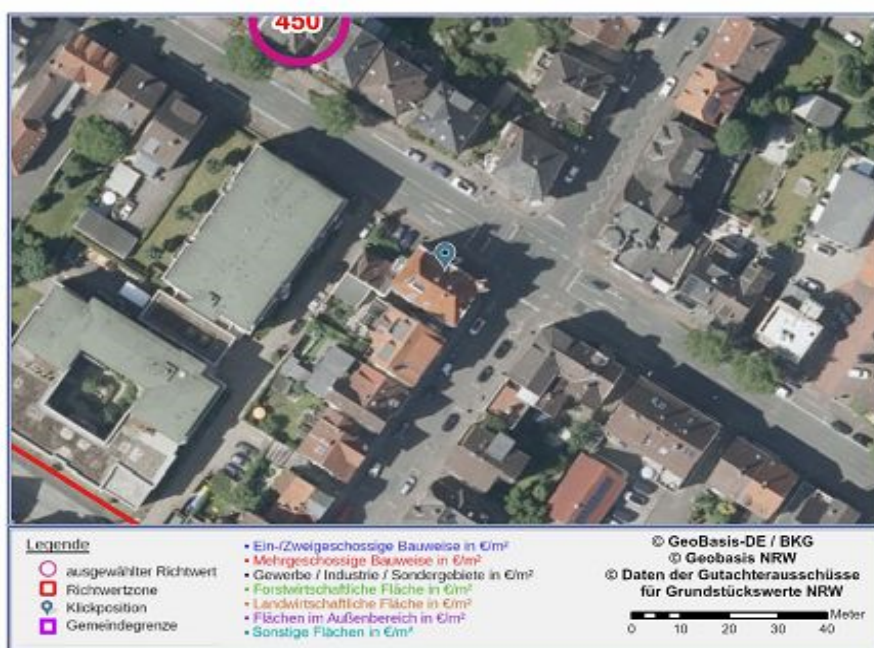 450
Legende
ausgewählter Richtwert
Richtwertzone
Klickposition
Gemeindegrenze
▪ Ein-/Zweigeschossige Bauweise in €/m²
▪ Mehrgeschossige Bauweise in €/m²
▪ Gewerbe / Industrie / Sondergebiete in €/m²
▪ Forstwirtschaftliche Fläche in €/m²
▪ Landwirtschaftliche Fläche in €/m²
▪ Flächen im Außenbereich in €/m²
▪ Sonstige Flächen in €/m²
© GeoBasis-DE / BKG
© Geobasis NRW
© Daten der Gutachterausschüsse
für Grundstückswerte NRW
Meter
0 10 20 30 40